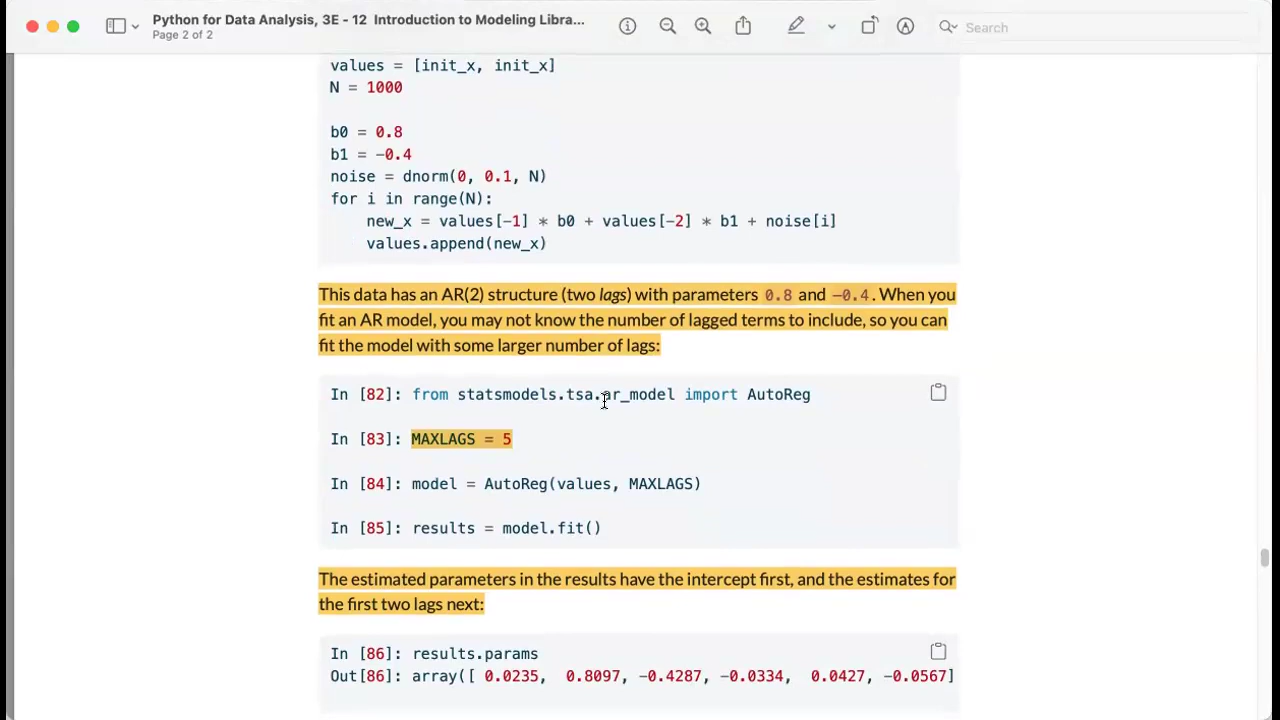 Python for Data Analysis, 3E - 12  Introduction to Modeling Libra...
Page 2 of 2
Search
values = [init_x, init_x]
N = 1000
b0 = 0.8
b1 = -0.4
noise = dnorm(0, 0.1, N)
for i in range(N):
    new_x = values[-1] * b0 + values[-2] * b1 + noise[i]
    values.append(new_x)
This data has an AR(2) structure (two lags) with parameters 0.8 and -0.4. When you
fit an AR model, you may not know the number of lagged terms to include, so you can
fit the model with some larger number of lags:
In [82]: from statsmodels.tsa.ar_model import AutoReg
In [83]: MAXLAGS = 5
In [84]: model = AutoReg(values, MAXLAGS)
In [85]: results = model.fit()
The estimated parameters in the results have the intercept first, and the estimates for
the first two lags next:
In [86]: results.params
Out[86]: array([ 0.0235,  0.8097, -0.4287, -0.0334,  0.0427, -0.0567]